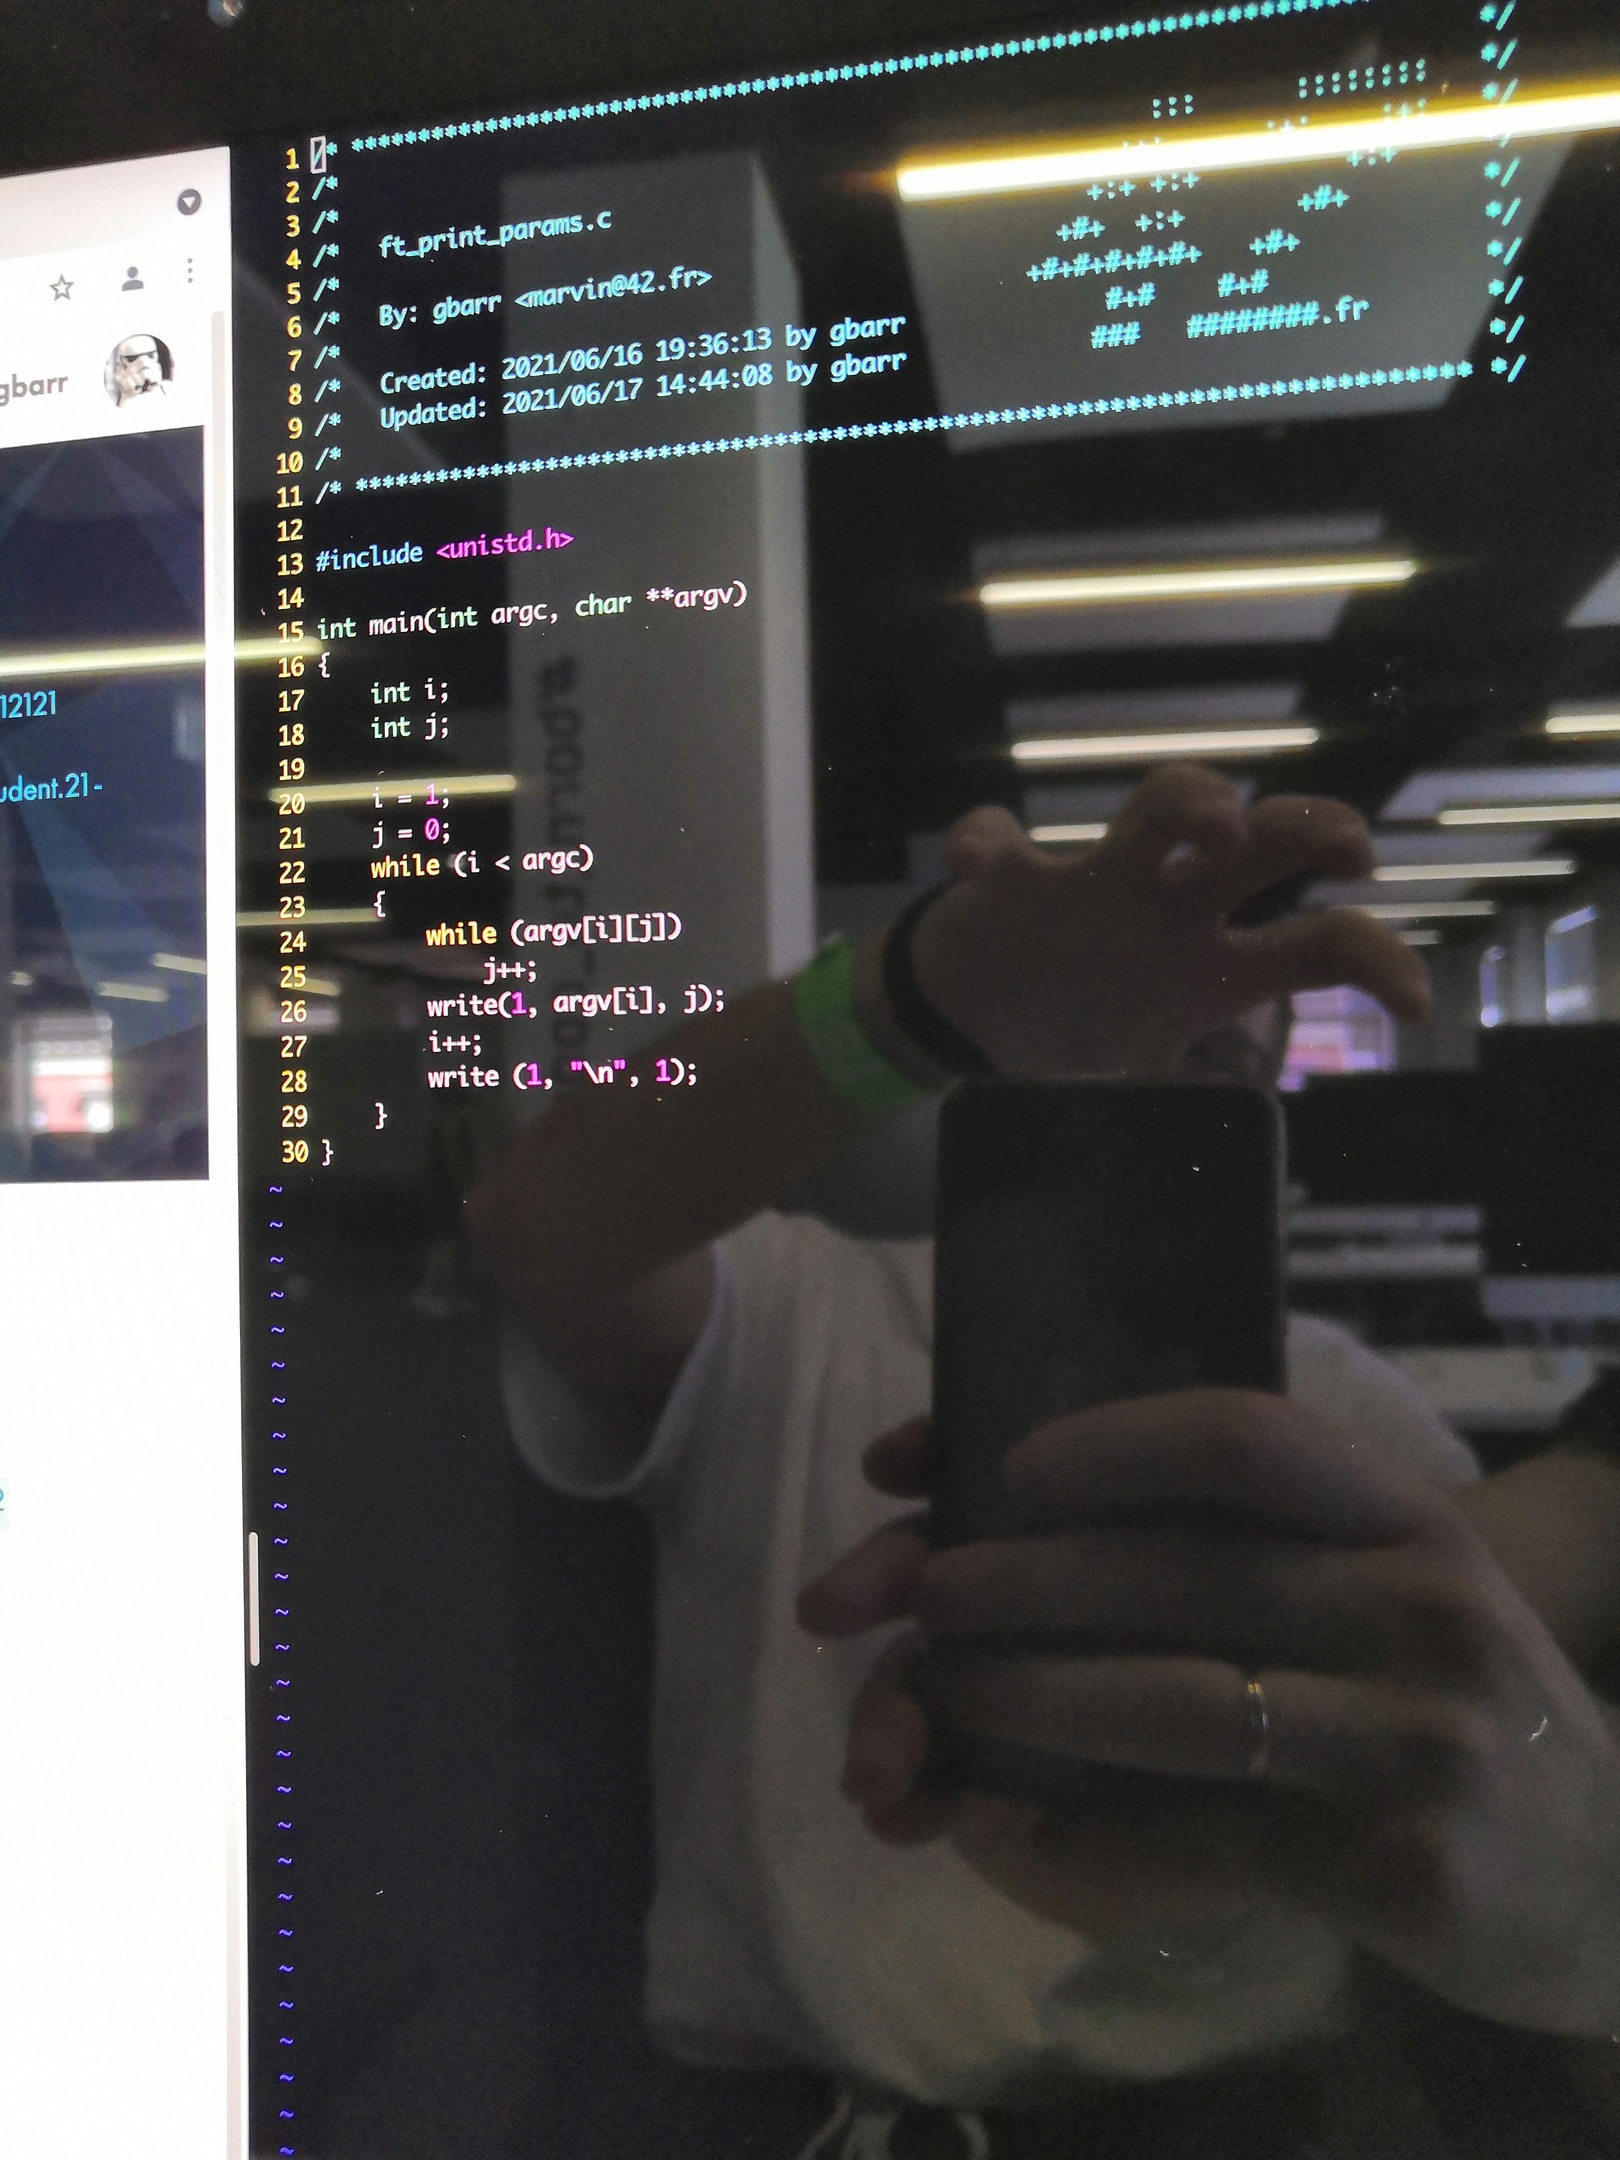 gbarr
12121
udent.21-
1 /* ******************************************************************************** */
2 /*
3 /* ::: :::::::: */
4 /* ft_print_params.c :+: :+: */
5 /* +:+ +:+ +:+ */
6 /* By: gbarr <marvin@42.fr> +#+ +:+ +#+ */
7 /* +#+#+#+#+#+ +#+ */
8 /* Created: 2021/06/16 19:36:13 by gbarr #+# #+# */
9 /* Updated: 2021/06/17 14:44:08 by gbarr ### ########.fr */
10 /*
11 /* ******************************************************************************** */
12
13 #include <unistd.h>
14
15 int main(int argc, char **argv)
16 {
17 int i;
18 int j;
19
20 i = 1;
21 j = 0;
22 while (i < argc)
23 {
24 while (argv[i][j])
25 j++;
26 write(1, argv[i], j);
27 i++;
28 write (1, "\n", 1);
29 }
30 }